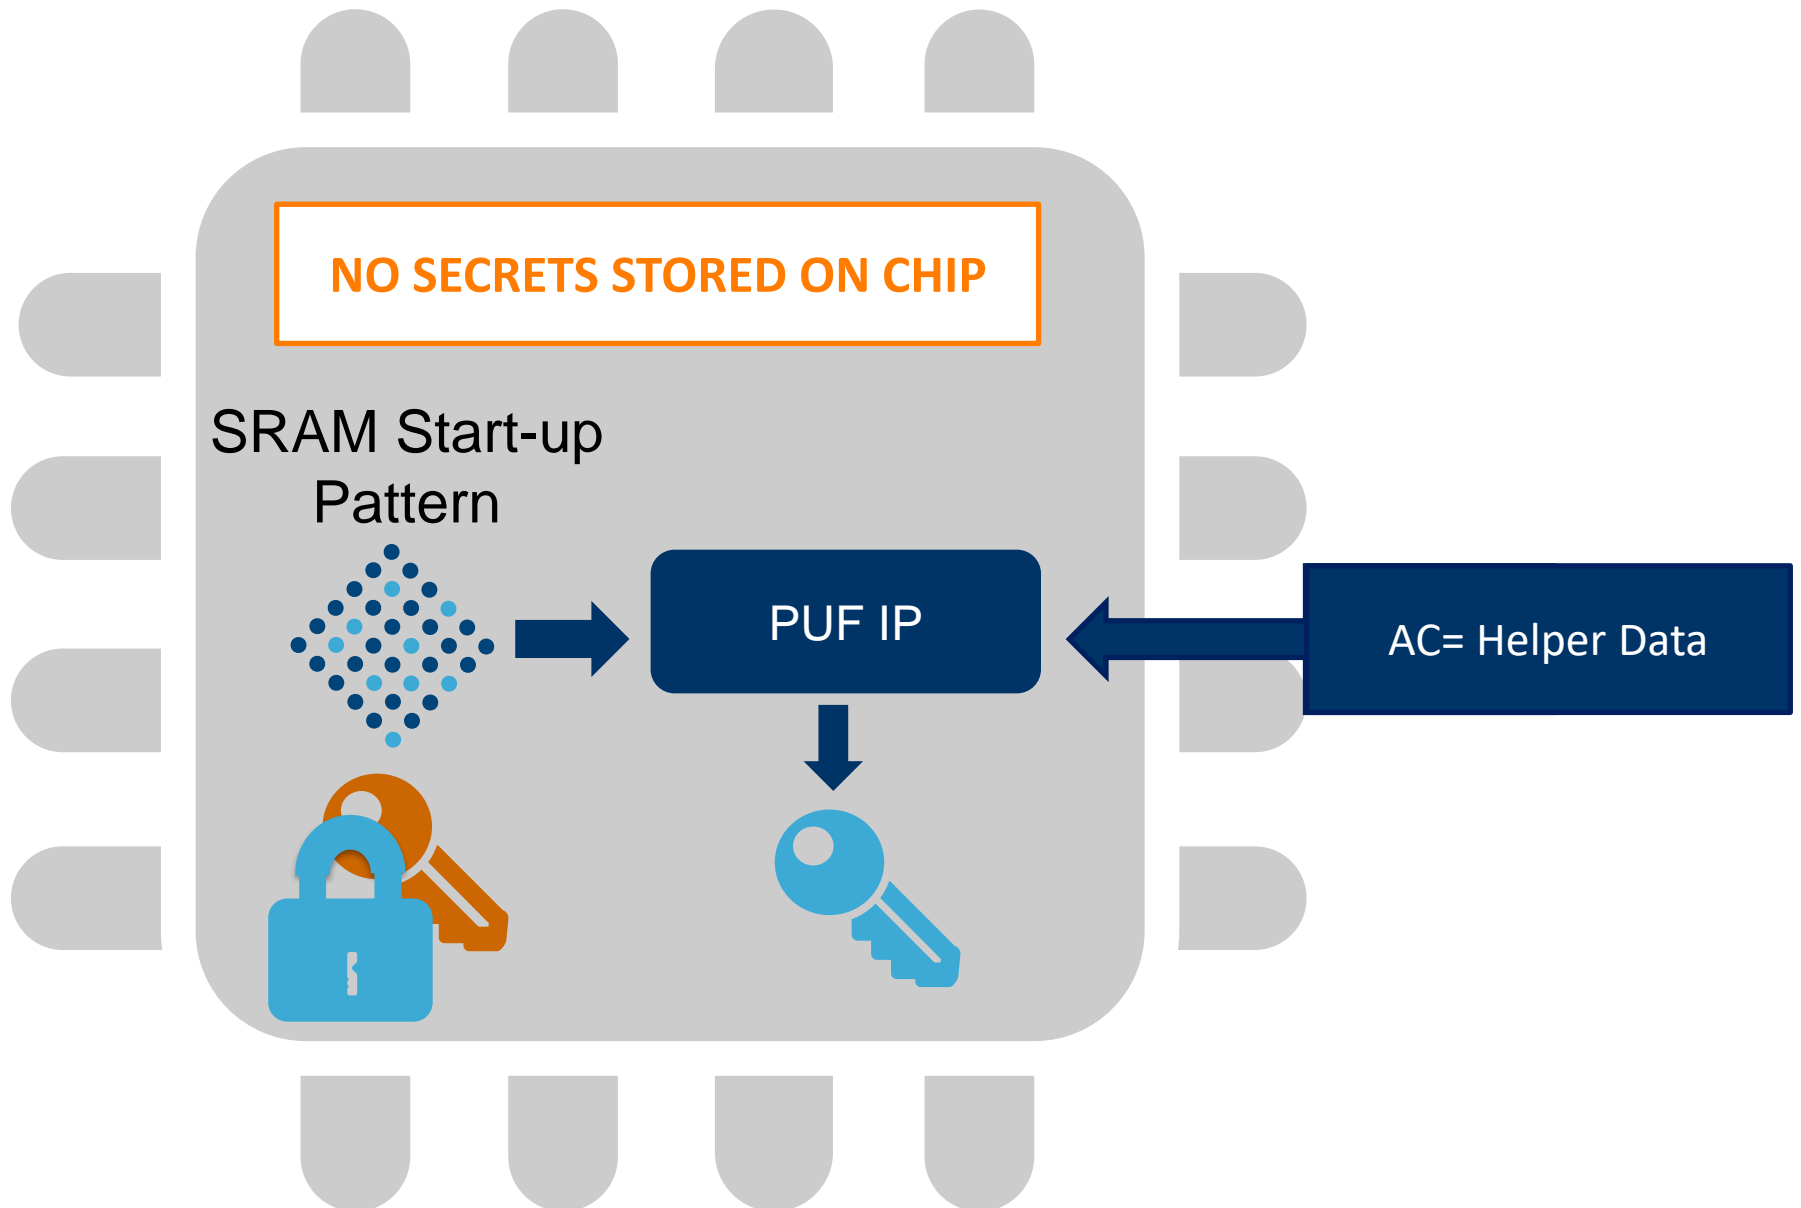 NO SECRETS STORED ON CHIP
SRAM Start-up
Pattern
PUF IP
AC= Helper Data